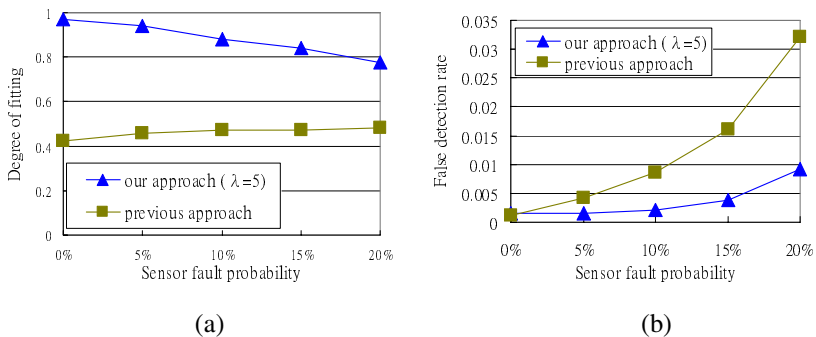 Degree of fitting
1
0.8
0.6
0.4
0.2
0
our approach ( λ=5)
previous approach
0% 5% 10% 15% 20%
Sensor fault probability
(a)
False detection rate
0.035
0.03
0.025
0.02
0.015
0.01
0.005
0
our approach ( λ=5)
previous approach
0% 5% 10% 15% 20%
Sensor fault probability
(b)